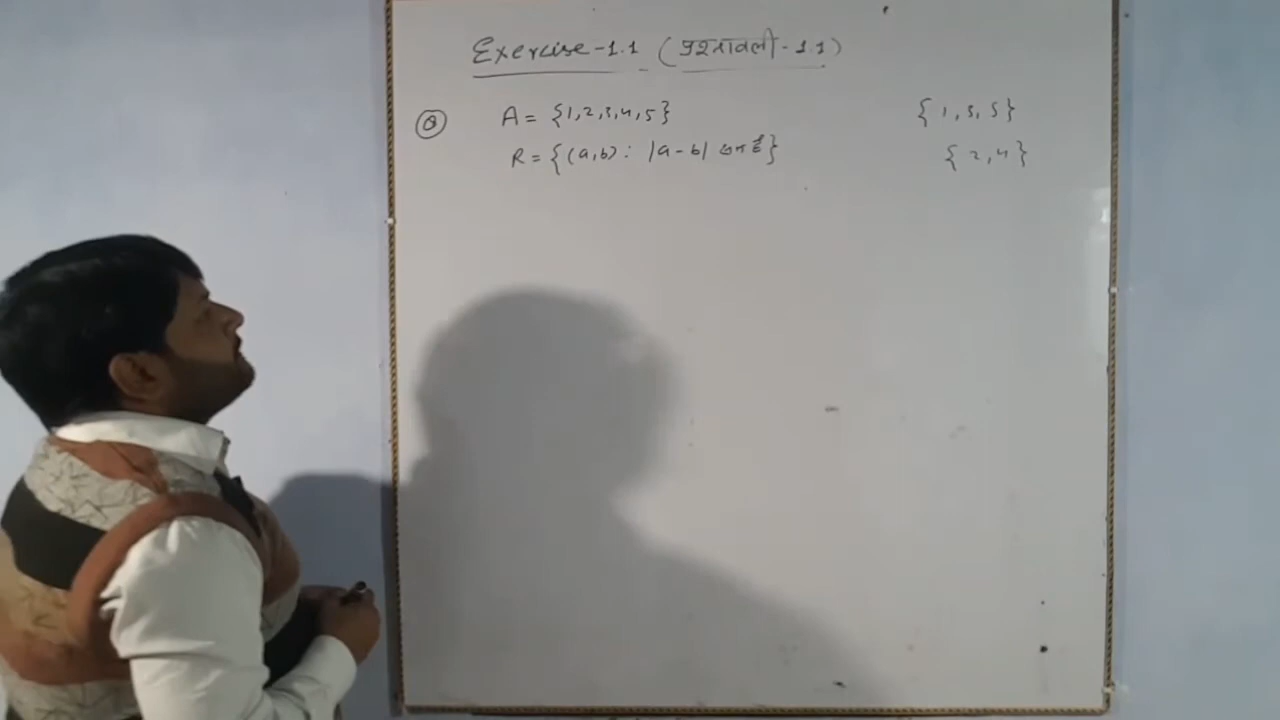 Exercise-1.1 (प्रश्नावली-1.1)
⑧ A = {1,2,3,4,5} {1,3,5}
R = {(a,b) : |a-b| सम है} {2,4}